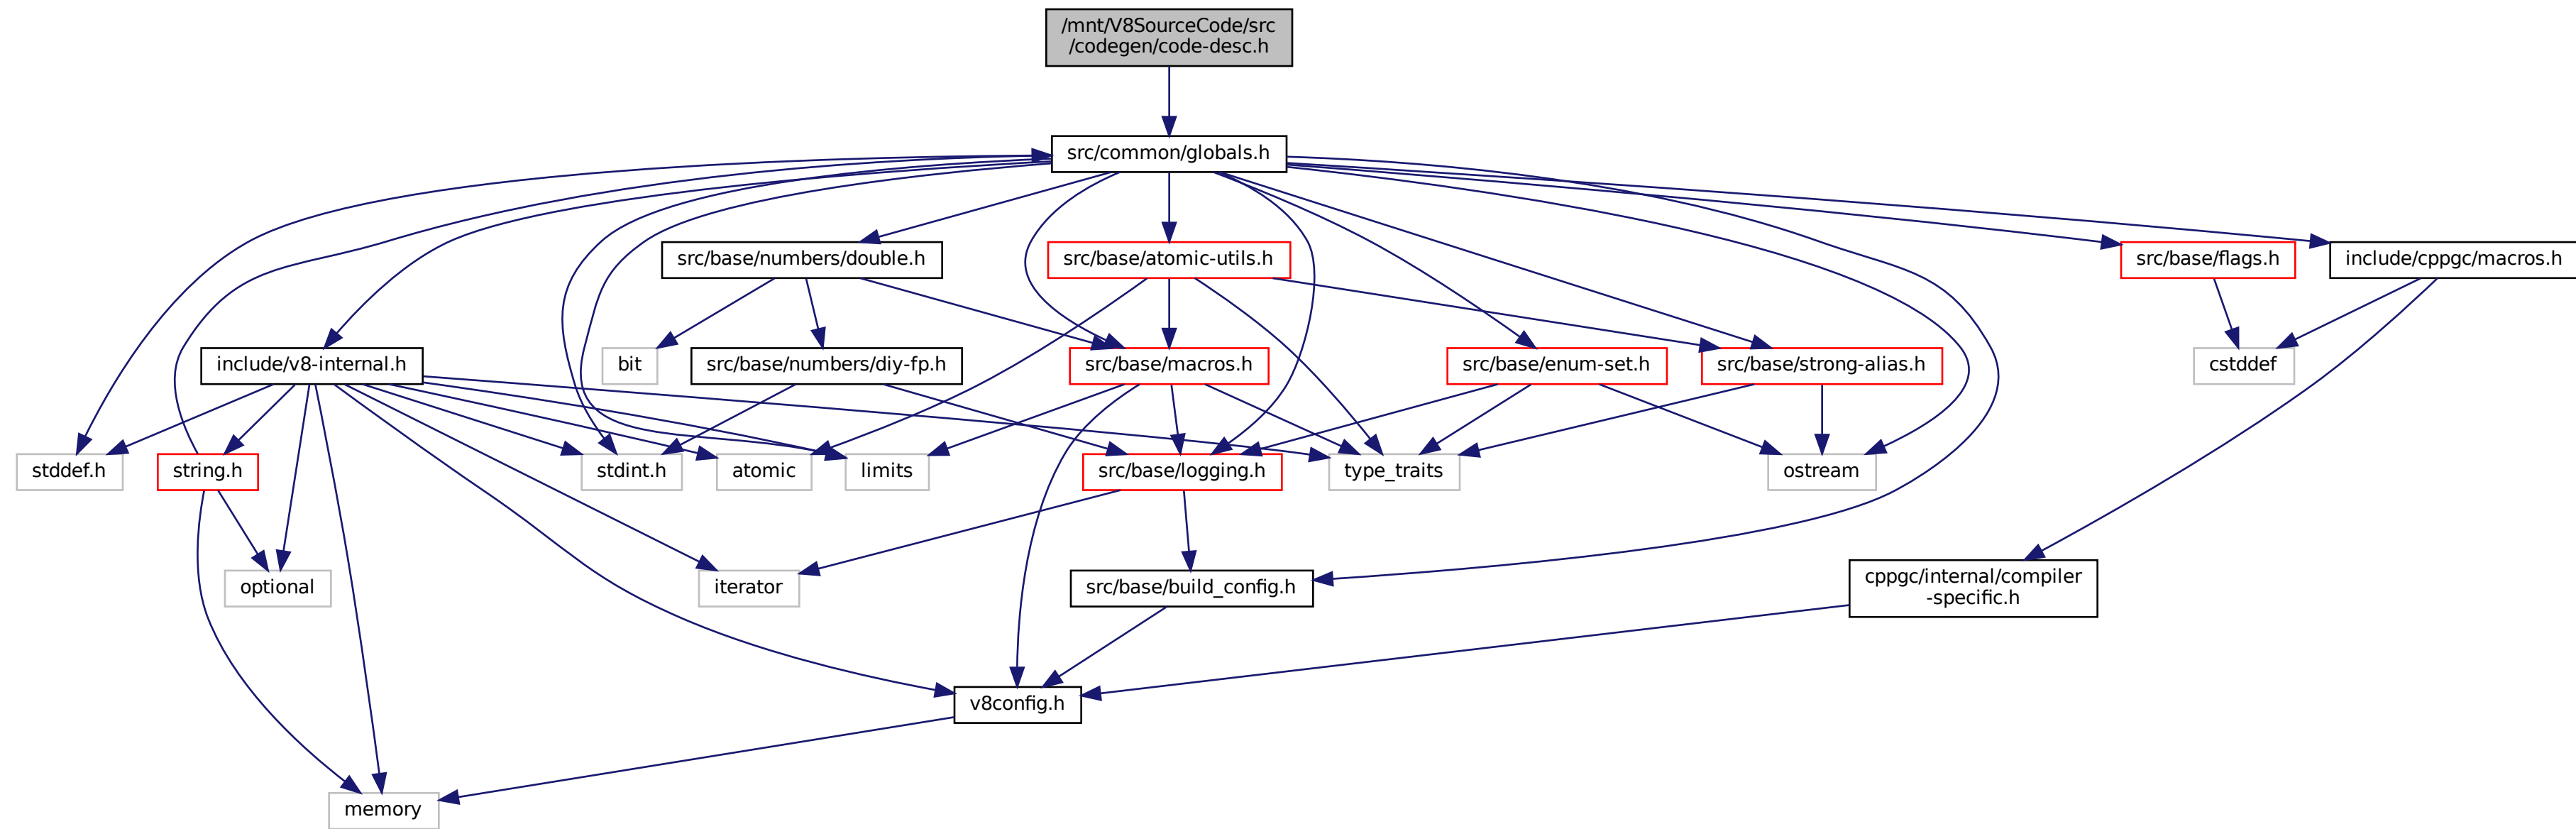 /mnt/V8SourceCode/src
/codegen/code-desc.h
src/common/globals.h
src/base/numbers/double.h
src/base/atomic-utils.h
src/base/flags.h
include/cppgc/macros.h
include/v8-internal.h
bit
src/base/numbers/diy-fp.h
src/base/macros.h
src/base/enum-set.h
src/base/strong-alias.h
cstddef
stddef.h
string.h
stdint.h
atomic
limits
src/base/logging.h
type_traits
ostream
optional
iterator
src/base/build_config.h
cppgc/internal/compiler
-specific.h
v8config.h
memory